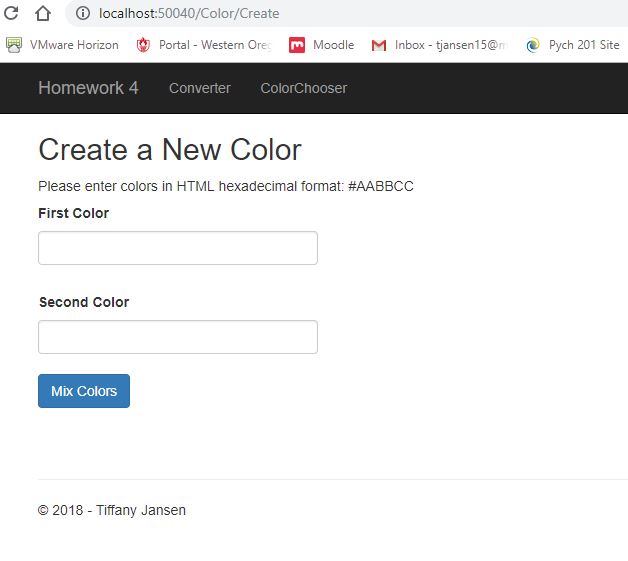 localhost:50040/Color/Create
VMware Horizon Portal - Western Oreg Moodle Inbox - tjansen15@m Pych 201 Site
Homework 4 Converter ColorChooser
Create a New Color
Please enter colors in HTML hexadecimal format: #AABBCC
First Color
Second Color
Mix Colors
© 2018 - Tiffany Jansen